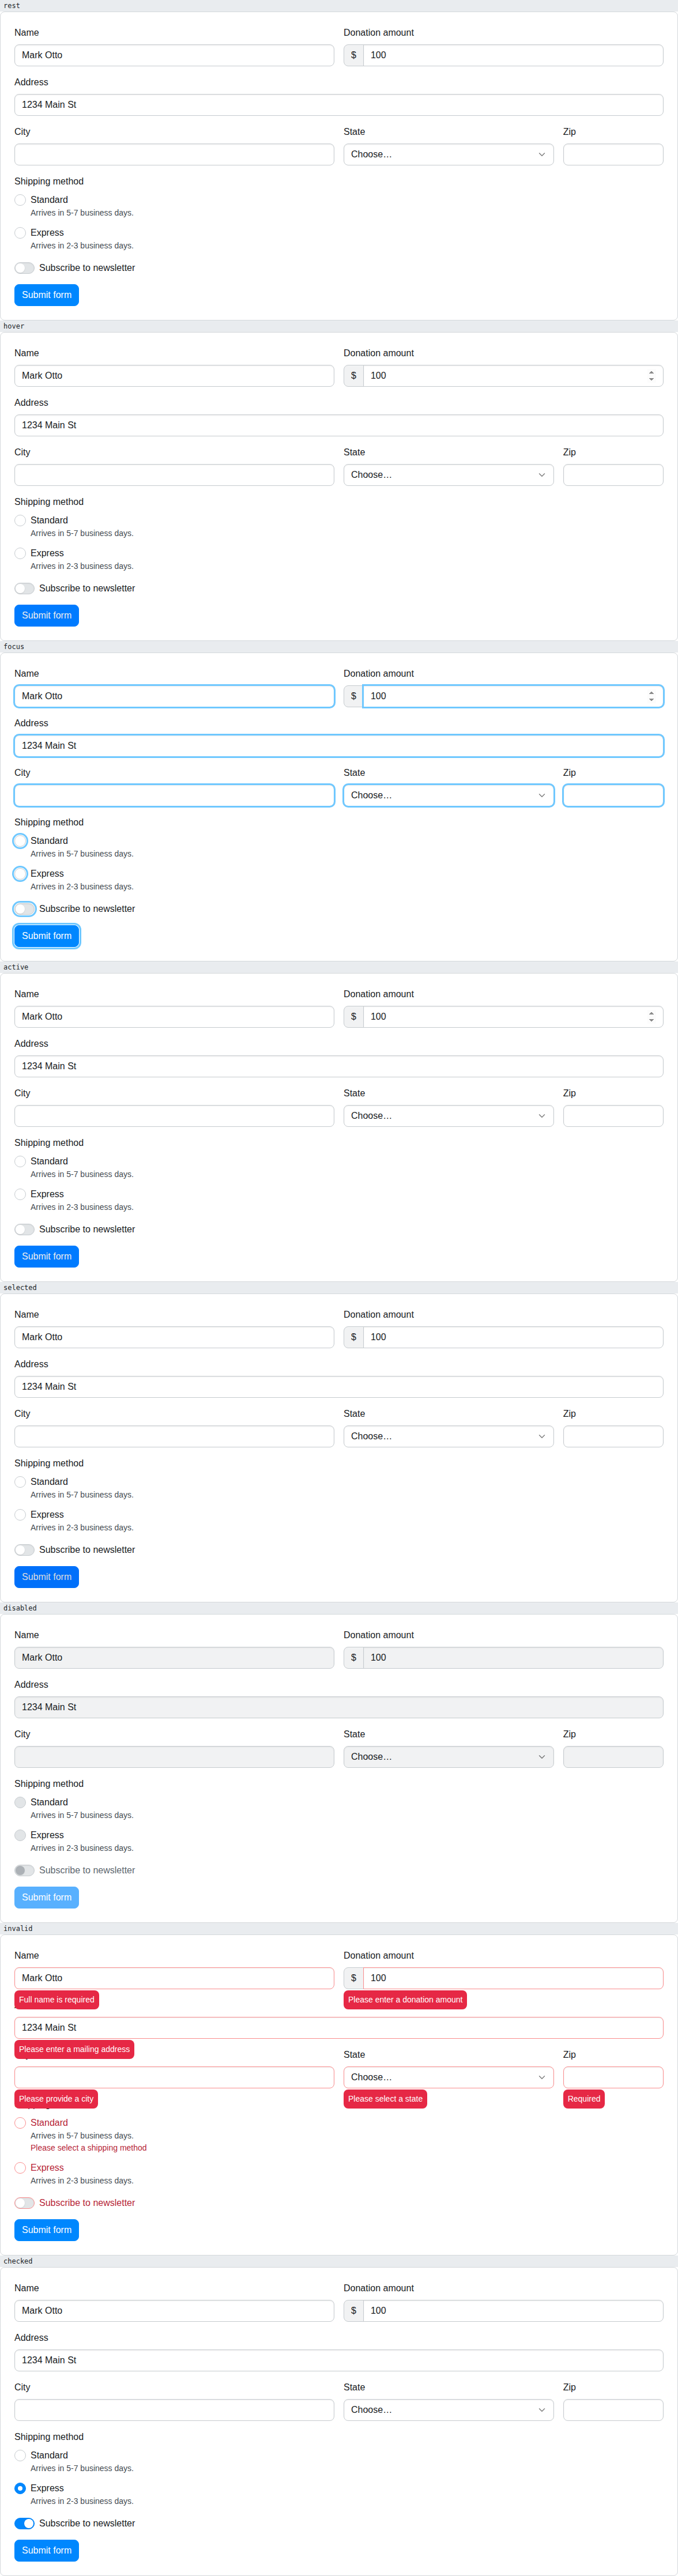 rest
Name Donation amount
Mark Otto $ 100
Address
1234 Main St
City State Zip
Choose…
Shipping method
Standard
Arrives in 5-7 business days.
Express
Arrives in 2-3 business days.
Subscribe to newsletter
Submit form
hover
Name Donation amount
Mark Otto $ 100
Address
1234 Main St
City State Zip
Choose…
Shipping method
Standard
Arrives in 5-7 business days.
Express
Arrives in 2-3 business days.
Subscribe to newsletter
Submit form
focus
Name Donation amount
Mark Otto $ 100
Address
1234 Main St
City State Zip
Choose…
Shipping method
Standard
Arrives in 5-7 business days.
Express
Arrives in 2-3 business days.
Subscribe to newsletter
Submit form
active
Name Donation amount
Mark Otto $ 100
Address
1234 Main St
City State Zip
Choose…
Shipping method
Standard
Arrives in 5-7 business days.
Express
Arrives in 2-3 business days.
Subscribe to newsletter
Submit form
selected
Name Donation amount
Mark Otto $ 100
Address
1234 Main St
City State Zip
Choose…
Shipping method
Standard
Arrives in 5-7 business days.
Express
Arrives in 2-3 business days.
Subscribe to newsletter
Submit form
disabled
Name Donation amount
Mark Otto $ 100
Address
1234 Main St
City State Zip
Choose…
Shipping method
Standard
Arrives in 5-7 business days.
Express
Arrives in 2-3 business days.
Subscribe to newsletter
Submit form
invalid
Name Donation amount
Mark Otto $ 100
Full name is required Please enter a donation amount
1234 Main St
Please enter a mailing address
State Zip
Choose…
Please provide a city Please select a state Required
Standard
Arrives in 5-7 business days.
Please select a shipping method
Express
Arrives in 2-3 business days.
Subscribe to newsletter
Submit form
checked
Name Donation amount
Mark Otto $ 100
Address
1234 Main St
City State Zip
Choose…
Shipping method
Standard
Arrives in 5-7 business days.
Express
Arrives in 2-3 business days.
Subscribe to newsletter
Submit form